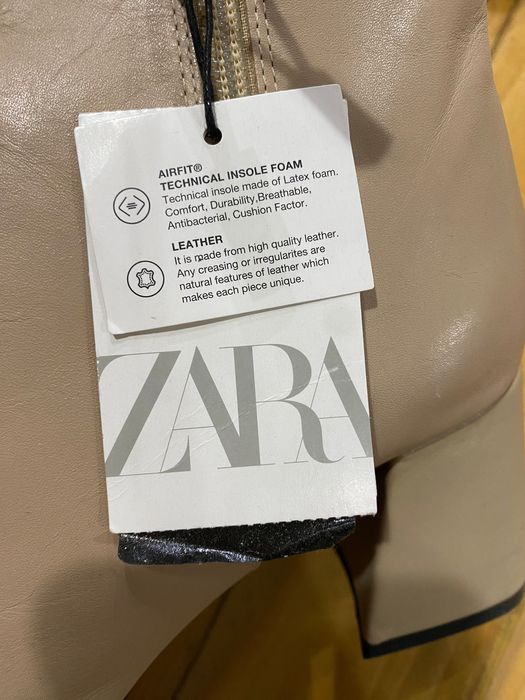 AIRFIT®
TECHNICAL INSOLE FOAM
Technical insole made of Latex foam.
Comfort, Durability,Breathable,
Antibacterial, Cushion Factor.
LEATHER
It is made from high quality leather.
Any creasing or irregularites are
natural features of leather which
makes each piece unique.
ZARA